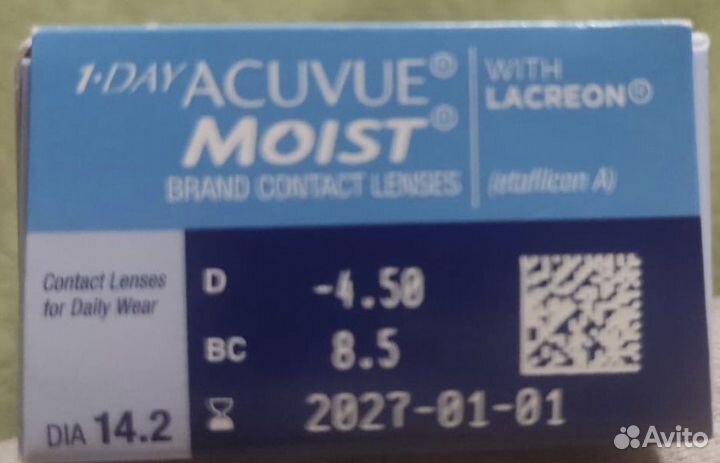 1·DAY ACUVUE®
MOIST®
BRAND CONTACT LENSES
WITH
LACREON®
(etafilcon A)
Contact Lenses
for Daily Wear
DIA 14.2
D -4.50
BC 8.5
2027-01-01
Avito